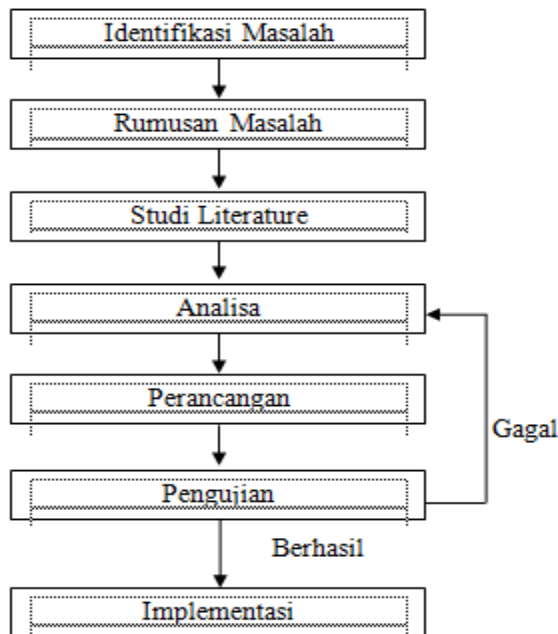 Identifikasi Masalah
Rumusan Masalah
Studi Literature
Analisa
Perancangan
Gagal
Pengujian
Berhasil
Implementasi